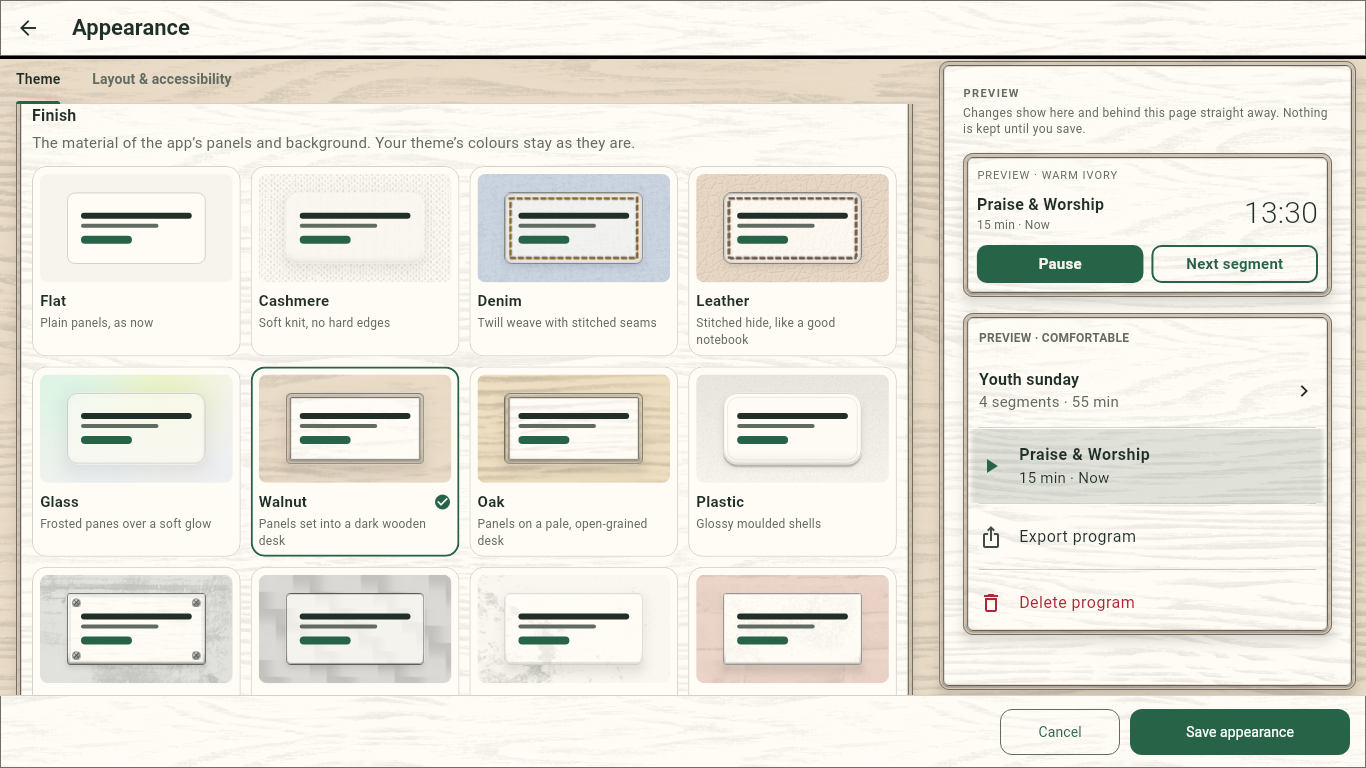 Appearance
Theme
Layout & accessibility
Finish
The material of the app’s panels and background. Your theme’s colours stay as they are.
Flat
Plain panels, as now
Cashmere
Soft knit, no hard edges
Denim
Twill weave with stitched seams
Leather
Stitched hide, like a good
notebook
Glass
Frosted panes over a soft glow
Walnut
Panels set into a dark wooden
desk
Oak
Panels on a pale, open-grained
desk
Plastic
Glossy moulded shells
PREVIEW
Changes show here and behind this page straight away. Nothing
is kept until you save.
PREVIEW · WARM IVORY
Praise & Worship
15 min · Now
13:30
Pause
Next segment
PREVIEW · COMFORTABLE
Youth sunday
4 segments · 55 min
Praise & Worship
15 min · Now
Export program
Delete program
Cancel
Save appearance